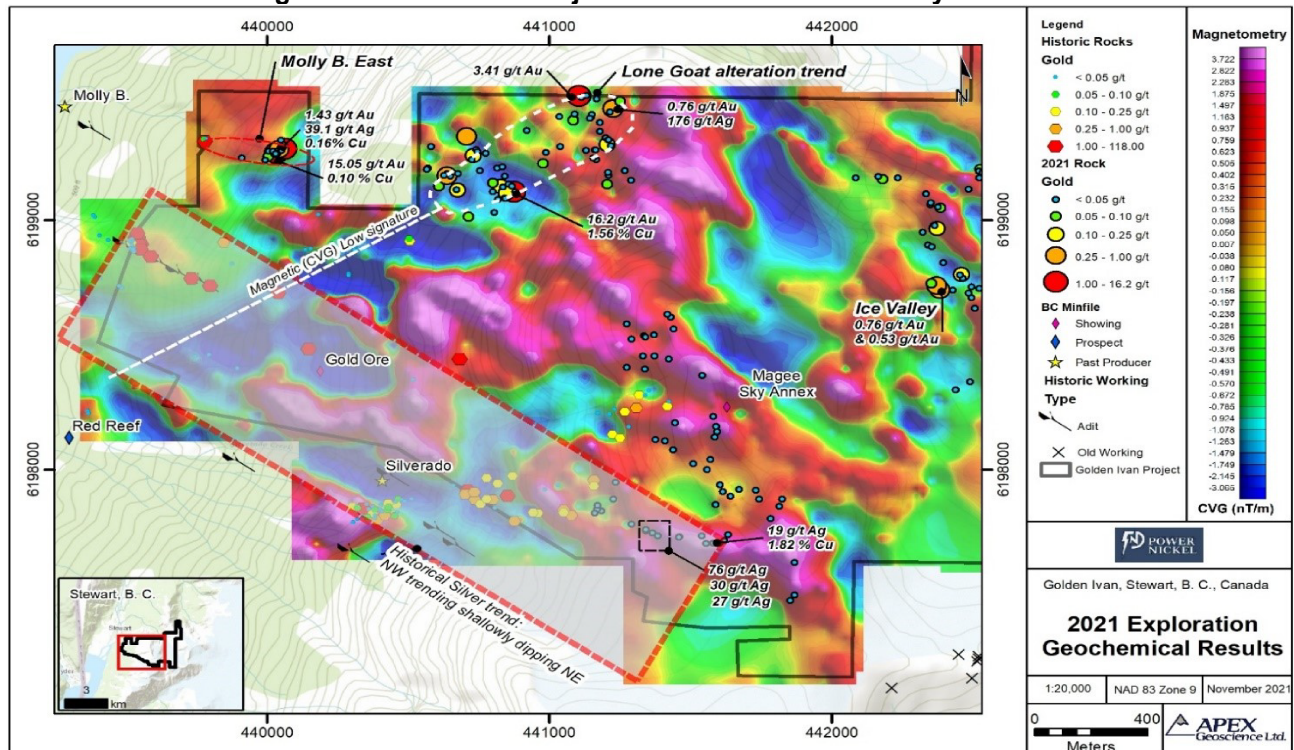 440000
441000
442000
6199000
6198000
6199000
6198000
Molly B.
Molly B. East
1.43 g/t Au
39.1 g/t Ag
0.16% Cu
15.05 g/t Au
0.10 % Cu
3.41 g/t Au
Lone Goat alteration trend
0.76 g/t Au
176 g/t Ag
16.2 g/t Au
1.56 % Cu
Magnetic (CVG) Low signature
Ice Valley
0.76 g/t Au
& 0.53 g/t Au
Gold Ore
Magee
Sky Annex
Red Reef
Silverado
19 g/t Ag
1.82 % Cu
76 g/t Ag
30 g/t Ag
27 g/t Ag
Historical Silver trend:
NW trending shallowly dipping NE
N
Stewart, B. C.
Stewart
3
km
440000
441000
442000
Legend
Historic Rocks
Gold
< 0.05 g/t
0.05 - 0.10 g/t
0.10 - 0.25 g/t
0.25 - 1.00 g/t
1.00 - 118.00
2021 Rock
Gold
<0.05 g/t
0.05 - 0.10 g/t
0.10 - 0.25 g/t
0.25 - 1.00 g/t
1.00 - 16.2 g/t
BC Minfile
Showing
Prospect
Past Producer
Historic Working
Type
Adit
Old Working
Golden Ivan Project
Magnetometry
3.722
2.622
2.283
1.875
1.497
1.163
0.937
0.759
0.623
0.506
0.402
0.316
0.232
0.155
0.098
0.050
0.007
-0.038
-0.080
-0.117
-0.156
-0.197
-0.238
-0.281
-0.326
-0.376
-0.433
-0.491
-0.570
-0.672
-0.785
-0.924
-1.078
-1.263
-1.479
-1.749
-2.145
-3.065
CVG (nT/m)
POWER
NICKEL
Golden Ivan, Stewart, B. C., Canada
2021 Exploration
Geochemical Results
1:20,000
NAD 83 Zone 9
November 2021
0
400
Meters
APEX
Geoscience Ltd.